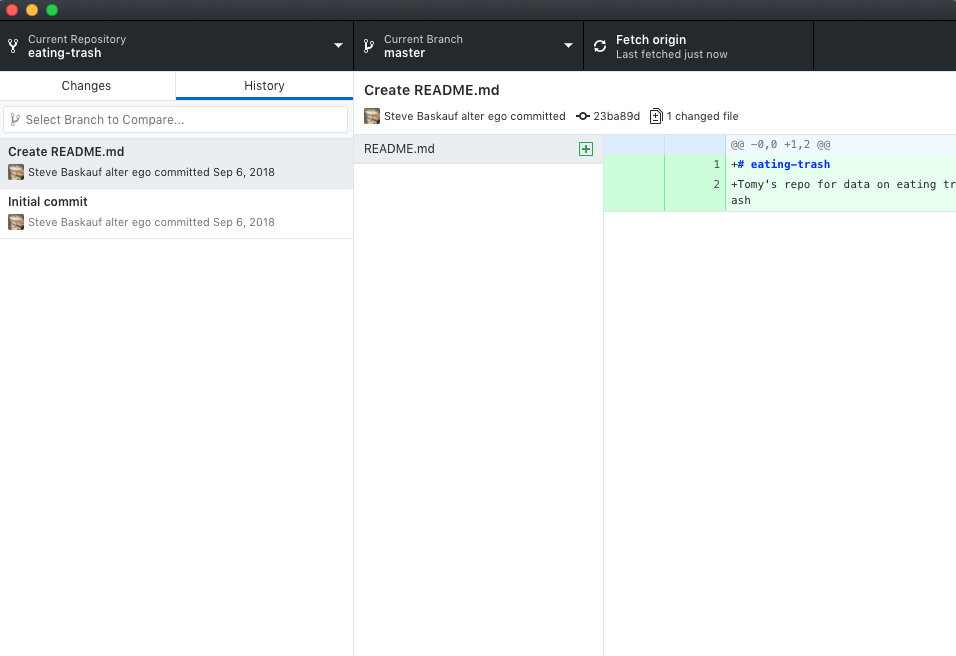 Current Repository
eating-trash
Current Branch
master
Fetch origin
Last fetched just now
Changes
History
Select Branch to Compare...
Create README.md
Steve Baskauf alter ego committed Sep 6, 2018
Initial commit
Steve Baskauf alter ego committed Sep 6, 2018
Create README.md
Steve Baskauf alter ego committed 23ba89d 1 changed file
README.md
@@ -0,0 +1,2 @@
1 +# eating-trash
2 +Tomy's repo for data on eating tr
ash